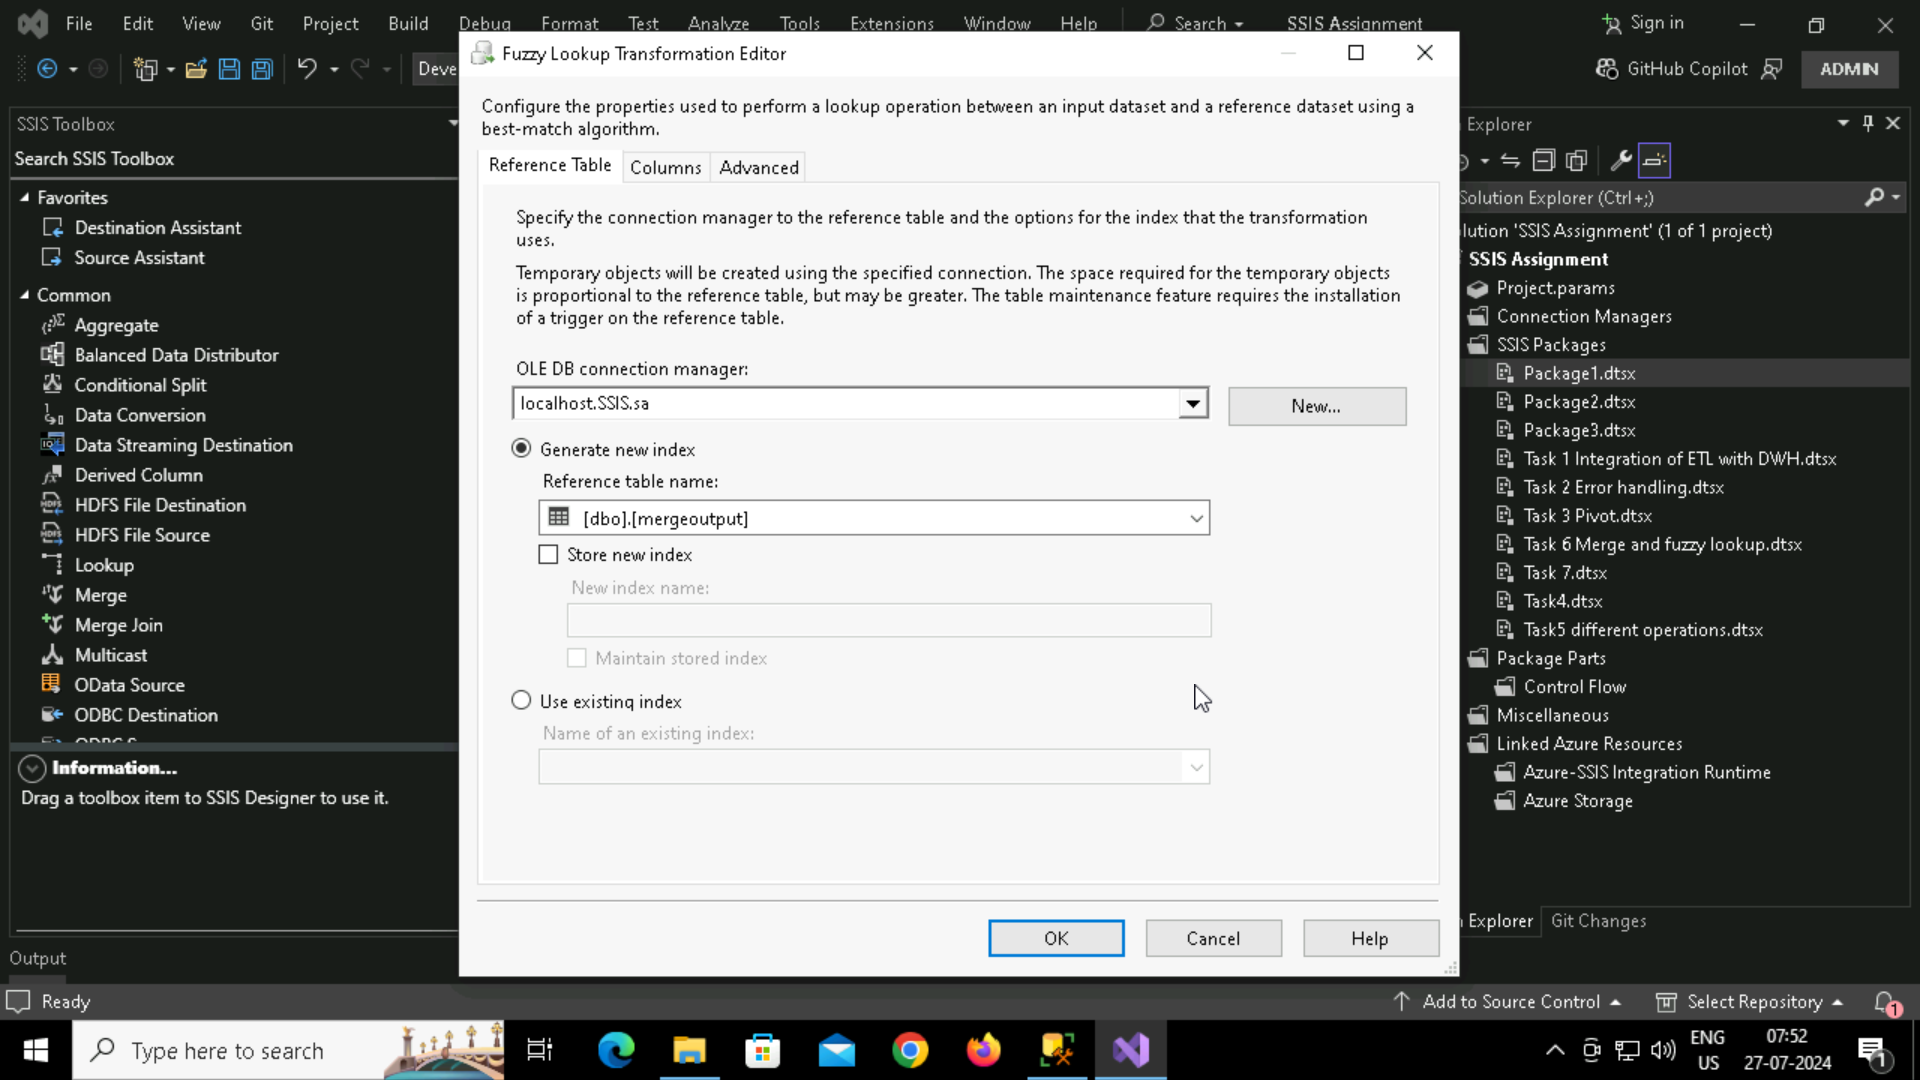 File Edit View Git Project Build Debug Format Test Analyze Tools Extensions Window Help Search SSIS Assignment Sign in
Deve
GitHub Copilot ADMIN
SSIS Toolbox
Search SSIS Toolbox
Favorites
Destination Assistant
Source Assistant
Common
Aggregate
Balanced Data Distributor
Conditional Split
Data Conversion
Data Streaming Destination
Derived Column
HDFS File Destination
HDFS File Source
Lookup
Merge
Merge Join
Multicast
OData Source
ODBC Destination
Information...
Drag a toolbox item to SSIS Designer to use it.
Output
Fuzzy Lookup Transformation Editor
Configure the properties used to perform a lookup operation between an input dataset and a reference dataset using a
best-match algorithm.
Reference Table Columns Advanced
Specify the connection manager to the reference table and the options for the index that the transformation
uses.
Temporary objects will be created using the specified connection. The space required for the temporary objects
is proportional to the reference table, but may be greater. The table maintenance feature requires the installation
of a trigger on the reference table.
OLE DB connection manager:
localhost.SSIS.sa New...
Generate new index
Reference table name:
[dbo].[mergeoutput]
Store new index
New index name:
Maintain stored index
Use existing index
Name of an existing index:
OK Cancel Help
Explorer
Solution Explorer (Ctrl+;)
lution 'SSIS Assignment' (1 of 1 project)
SSIS Assignment
Project.params
Connection Managers
SSIS Packages
Package1.dtsx
Package2.dtsx
Package3.dtsx
Task 1 Integration of ETL with DWH.dtsx
Task 2 Error handling.dtsx
Task 3 Pivot.dtsx
Task 6 Merge and fuzzy lookup.dtsx
Task 7.dtsx
Task4.dtsx
Task5 different operations.dtsx
Package Parts
Control Flow
Miscellaneous
Linked Azure Resources
Azure-SSIS Integration Runtime
Azure Storage
Explorer Git Changes
Ready Add to Source Control Select Repository 1
Type here to search
ENG
US
07:52
27-07-2024
1